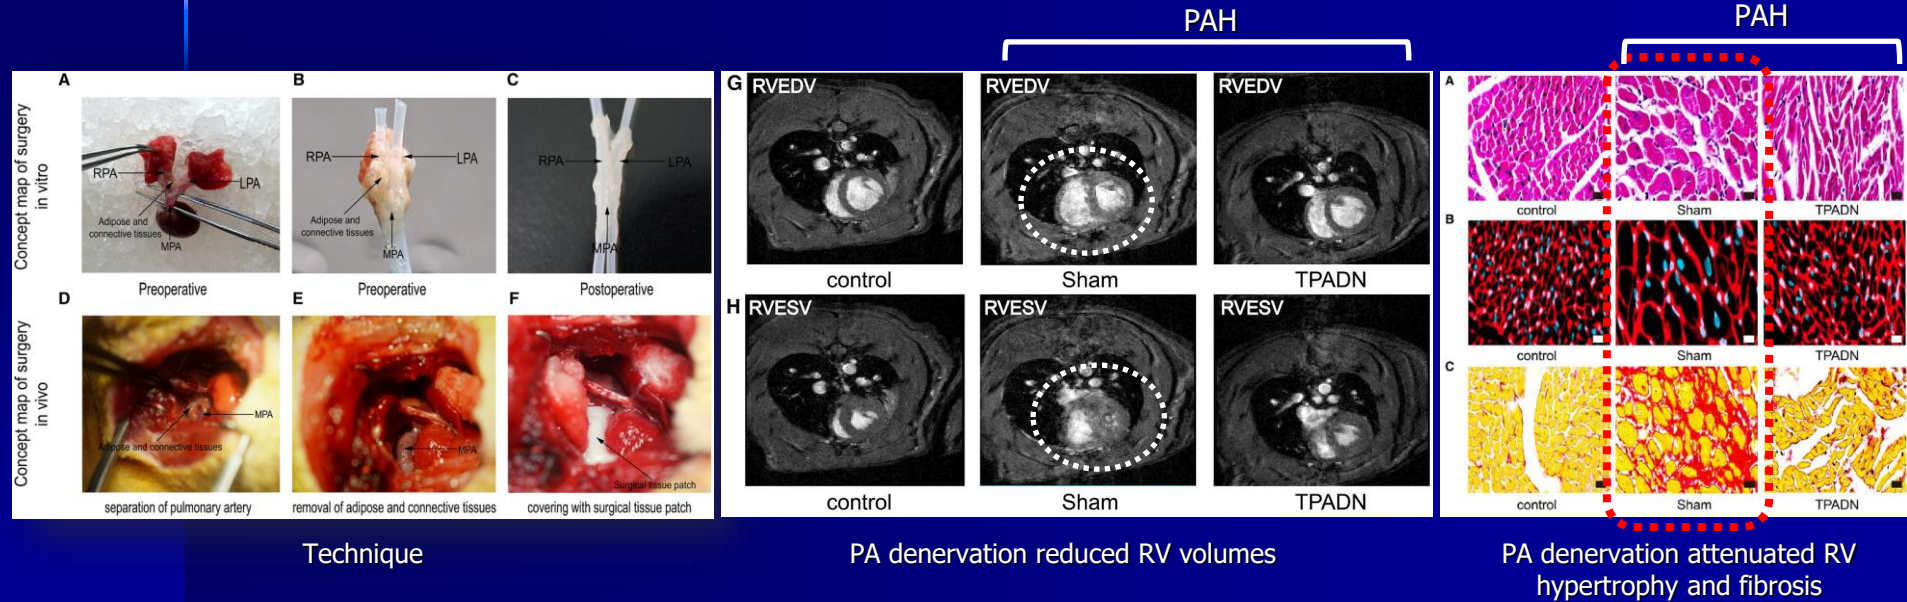 PAH
PAH
A
B
C
Concept map of surgery
in vitro
RPA
LPA
Adipose and
connective tissues
MPA
RPA
LPA
Adipose and
connective tissues
MPA
RPA
LPA
MPA
Preoperative
Preoperative
Postoperative
D
E
F
Concept map of surgery
in vivo
MPA
Adipose and connective tissues
MPA
Surgical tissue patch
separation of pulmonary artery
removal of adipose and connective tissues
covering with surgical tissue patch
Technique
G
RVEDV
RVEDV
RVEDV
control
Sham
TPADN
H
RVESV
RVESV
RVESV
control
Sham
TPADN
PA denervation reduced RV volumes
A
control
Sham
TPADN
B
control
Sham
TPADN
C
control
Sham
TPADN
PA denervation attenuated RV
hypertrophy and fibrosis